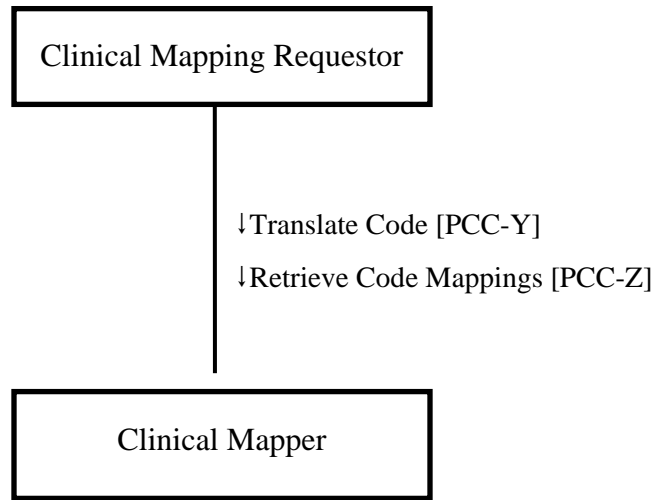 Clinical Mapping Requestor
↓Translate Code [PCC-Y]
↓Retrieve Code Mappings [PCC-Z]
Clinical Mapper